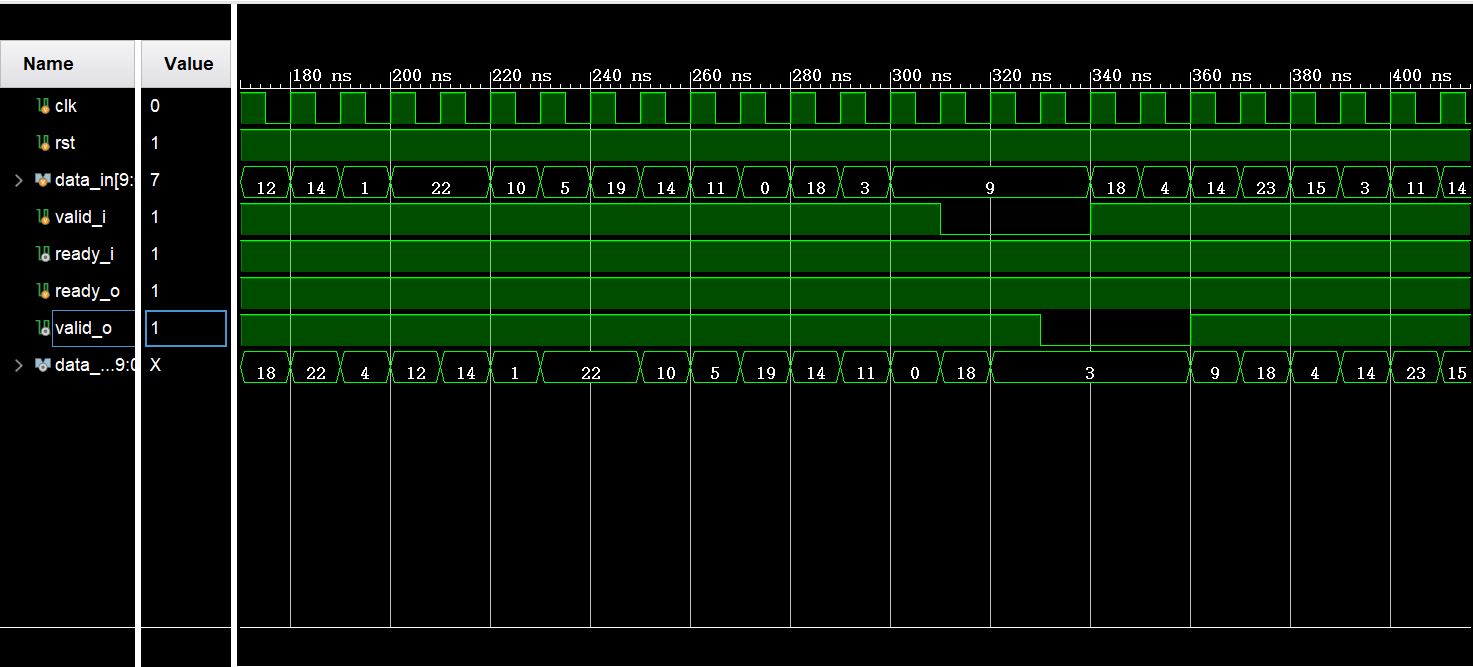 Name Value
180 ns 200 ns 220 ns 240 ns 260 ns 280 ns 300 ns 320 ns 340 ns 360 ns 380 ns 400 ns
clk 0
rst 1
data_in[9: 7 12 14 1 22 10 5 19 14 11 0 18 3 9 18 4 14 23 15 3 11 14
valid_i 1
ready_i 1
ready_o 1
valid_o 1
data_...9:0 X 18 22 4 12 14 1 22 10 5 19 14 11 0 18 3 9 18 4 14 23 15